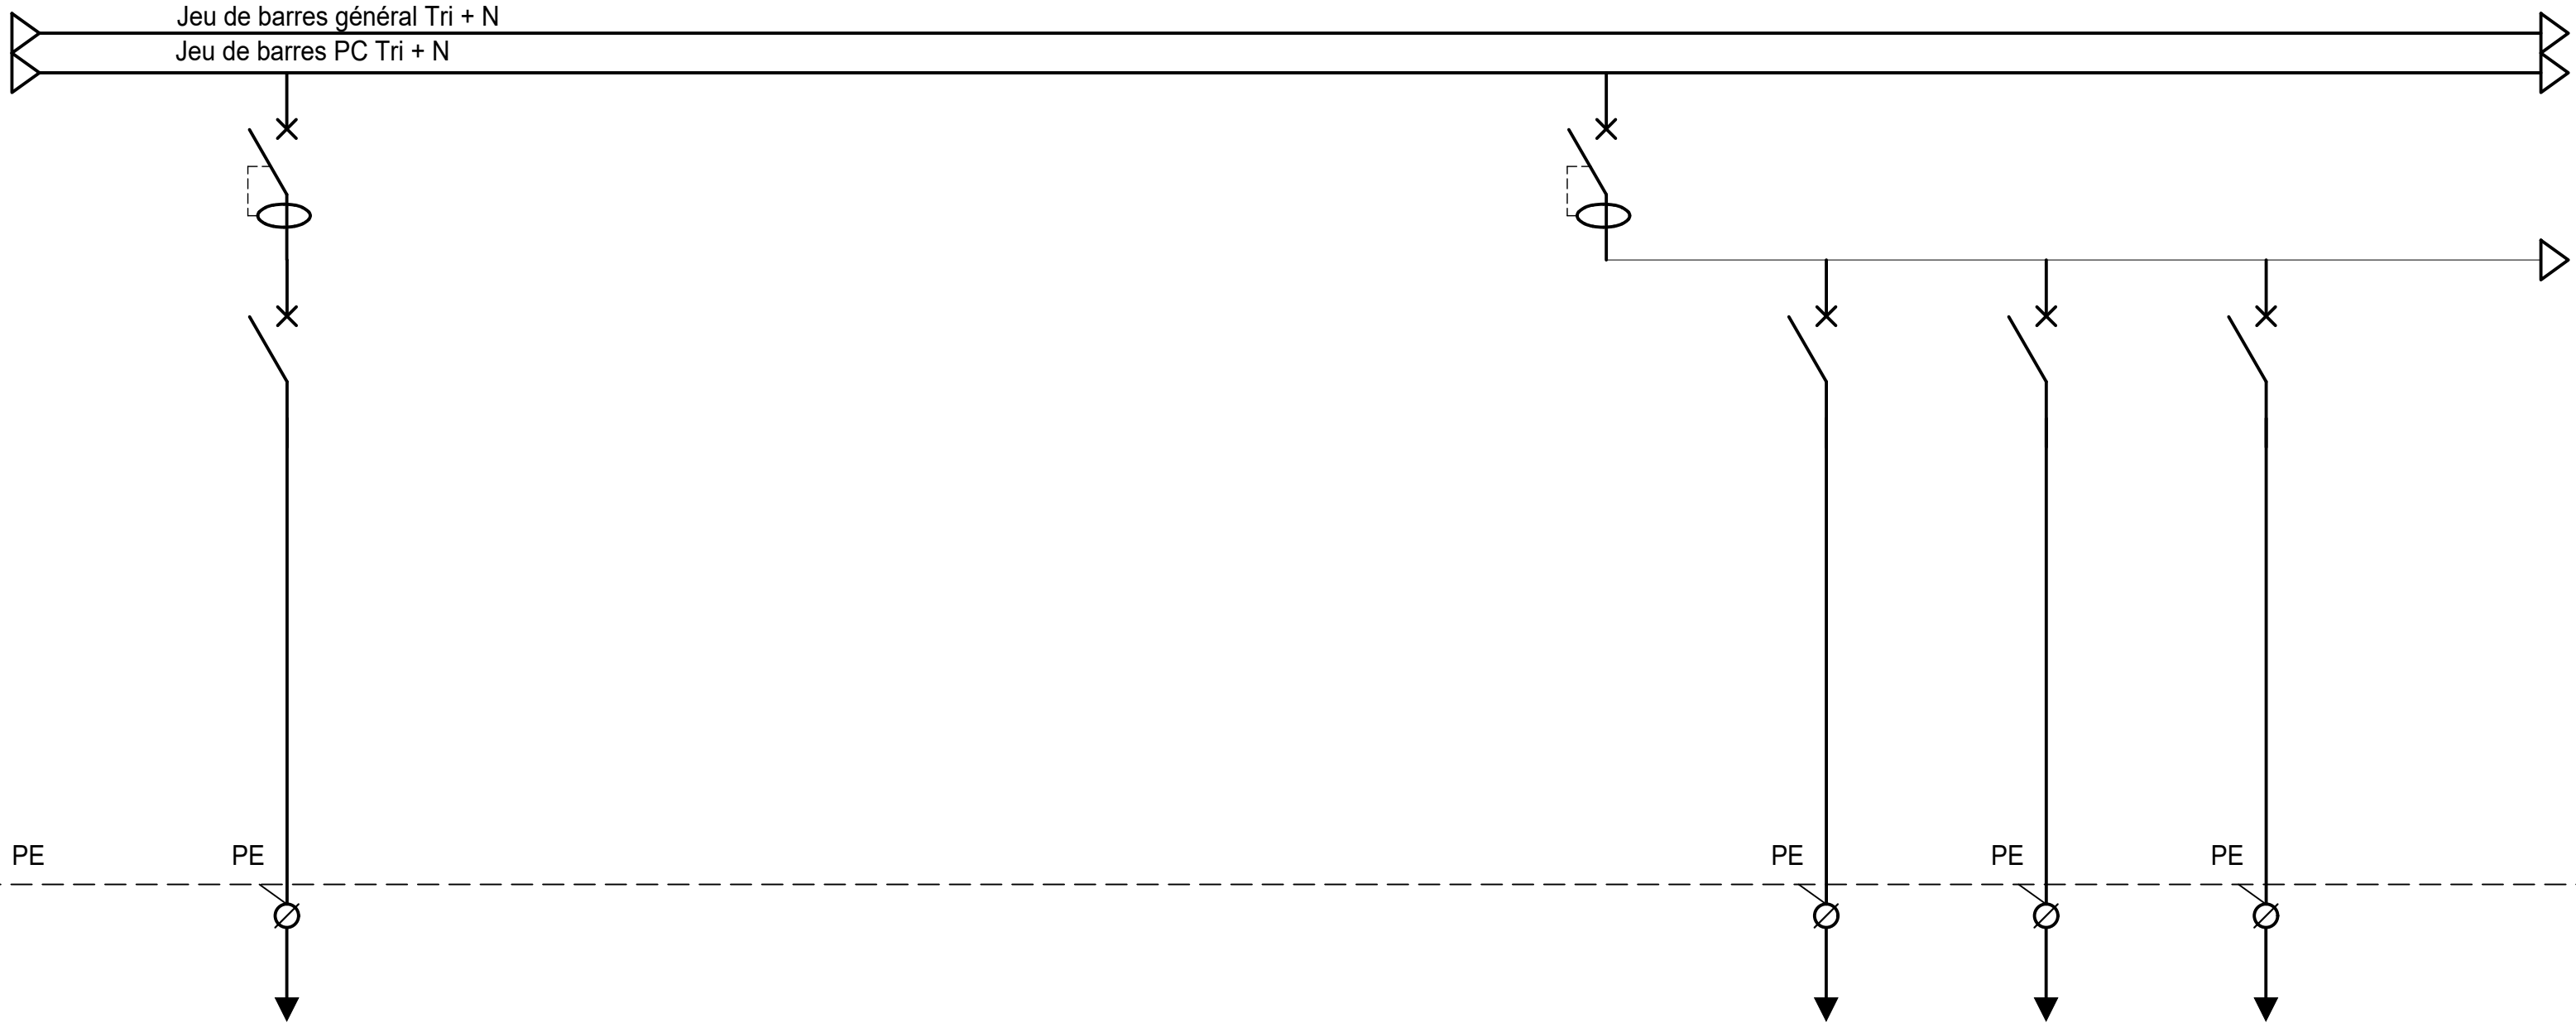 Jeu de barres général Tri + N
Jeu de barres PC Tri + N
PE
PE
PE
PE
PE